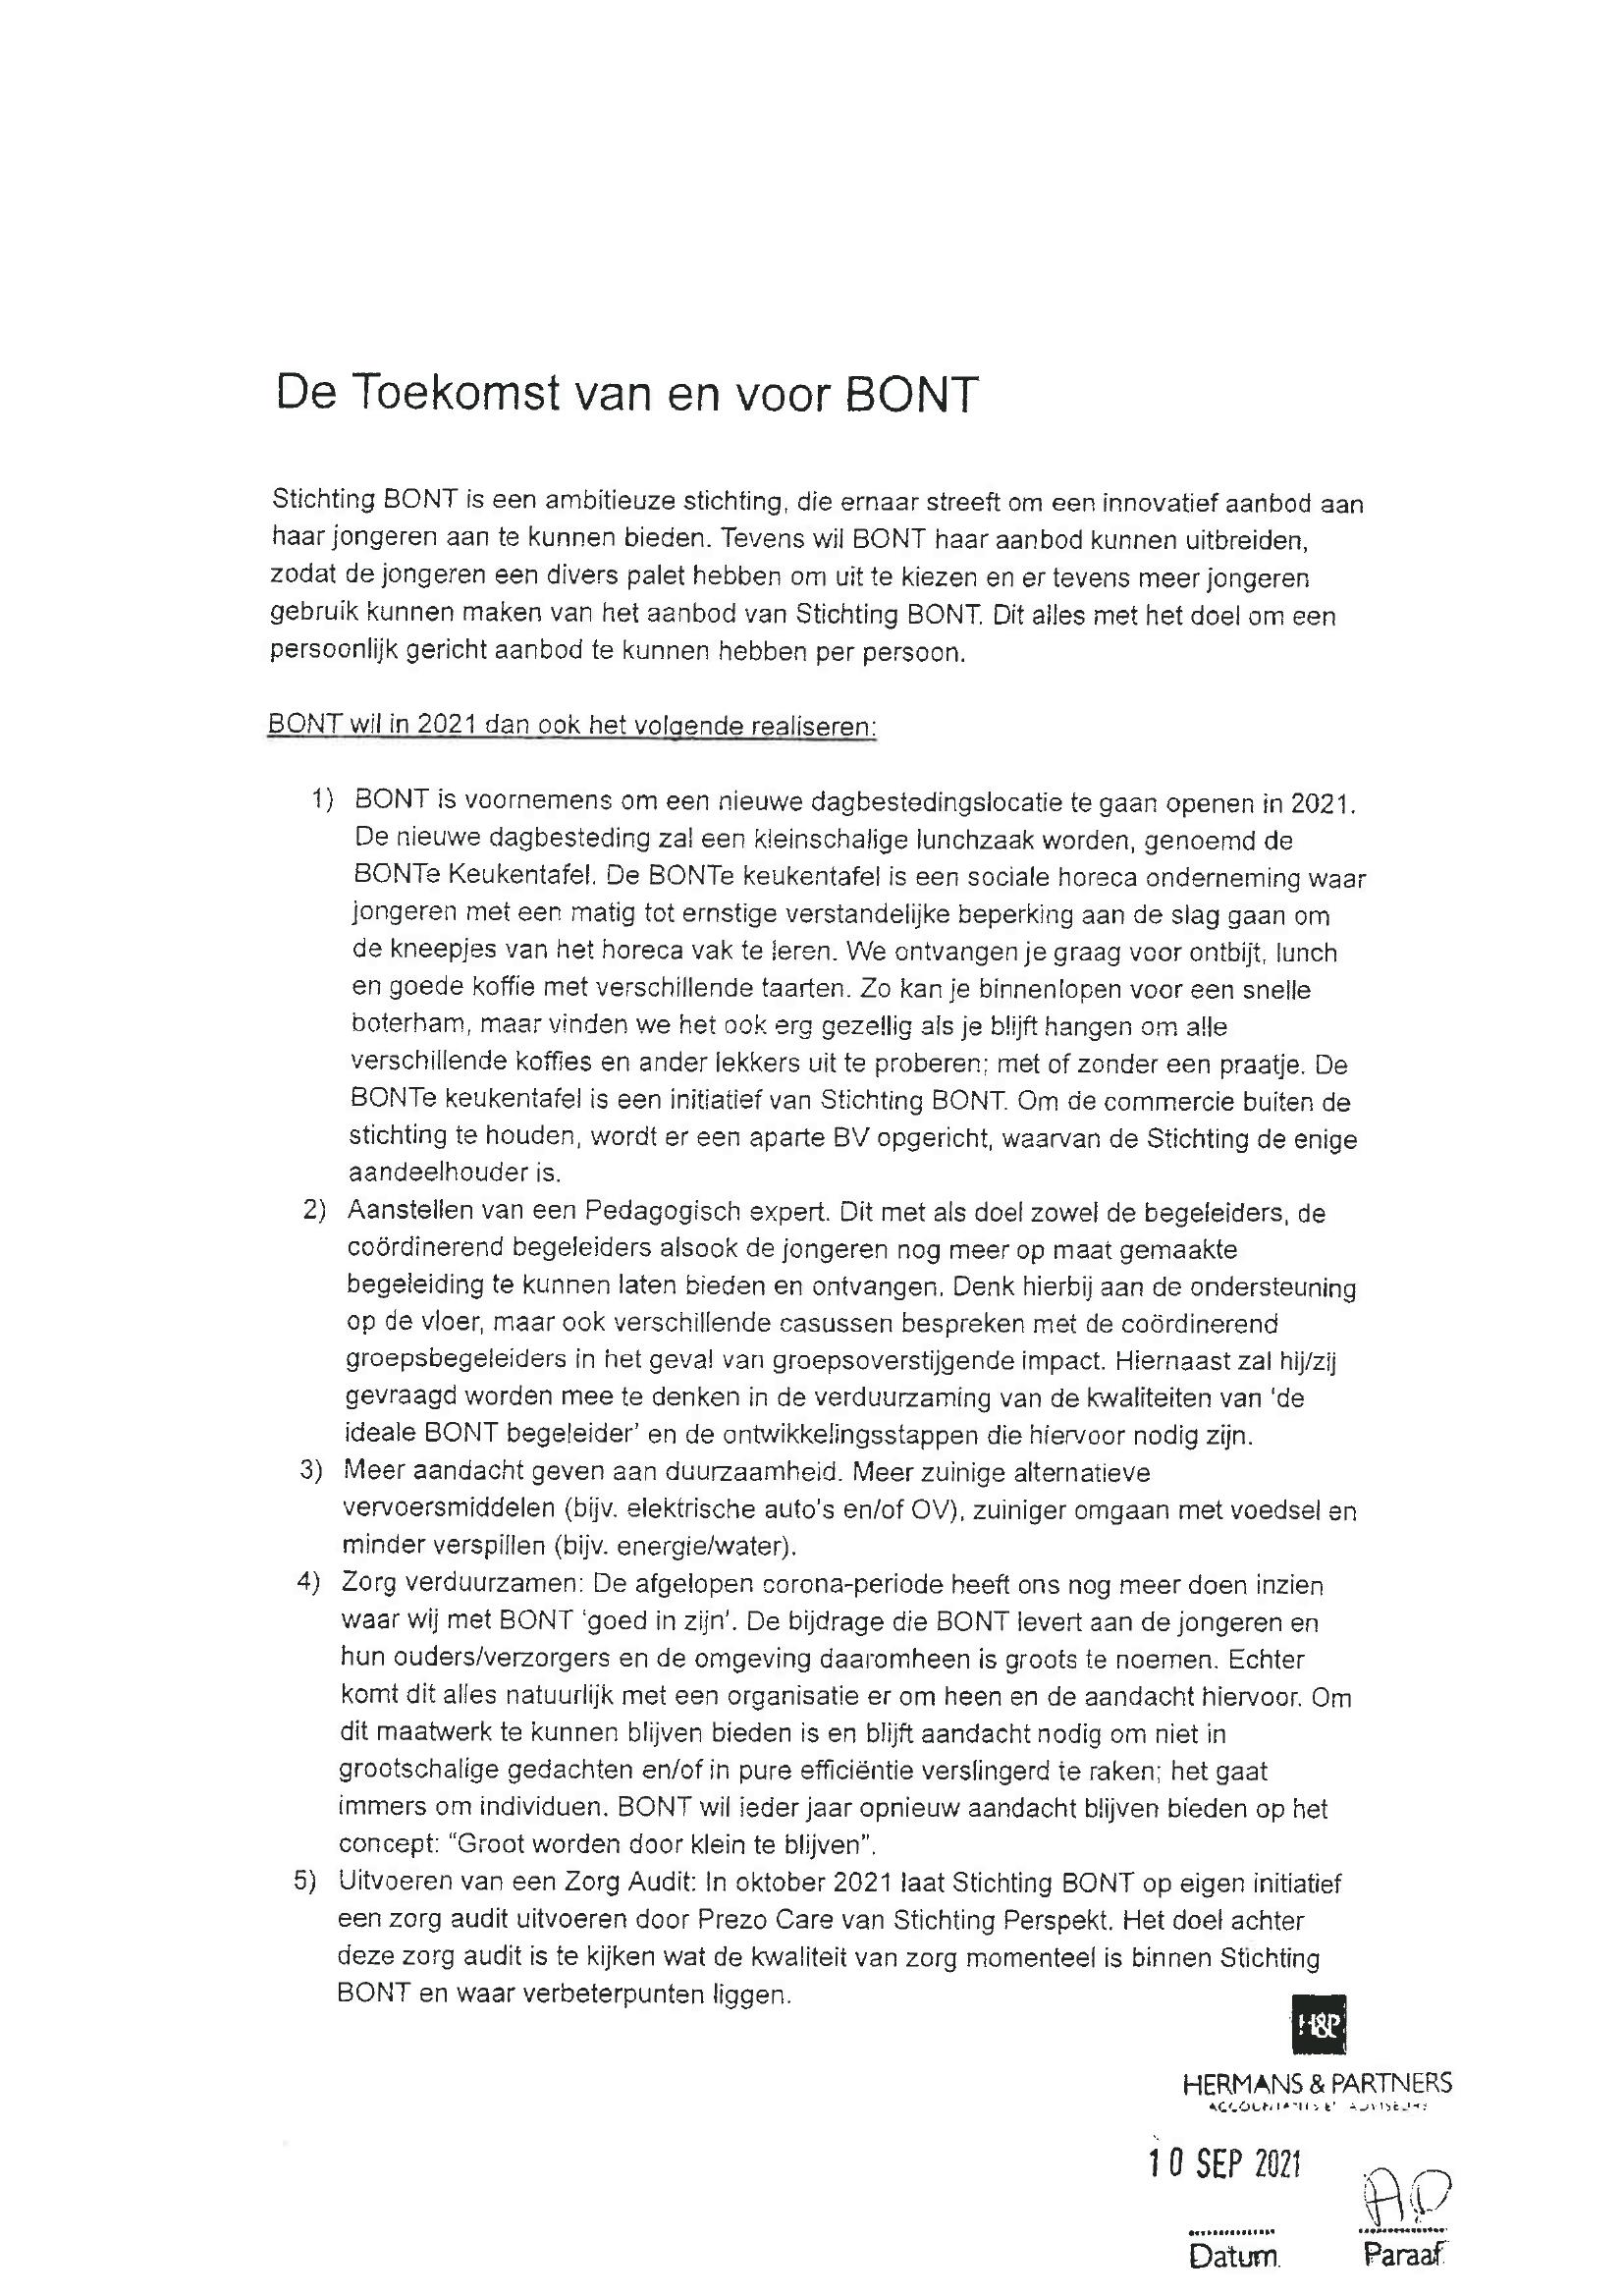 De Toekomst van en voor BONT
Stichting BONT is een ambitieuze stichting, die ernaar streeft om een innovatief aanbod aan
haar jongeren aan te kunnen bieden. Tevens wil BONT haar aanbod kunnen uitbreiden,
zodat de jongeren een divers palet hebben om uit te kiezen en er tevens meer jongeren
gebruik kunnen maken van het aanbod van Stichting BONT. Dit alles met het doel om een
persoonlijk gericht aanbod te kunnen hebben per persoon.
BONT wil in 2021 dan ook het volgende realiseren:
1) BONT is voornemens om een nieuwe dagbestedingslocatie te gaan openen in 2021.
De nieuwe dagbesteding zal een kleinschalige lunchzaak worden, genoemd de
BONTe Keukentafel. De BONTe keukentafel is een sociale horeca onderneming waar
jongeren met een matig tot ernstige verstandelijke beperking aan de slag gaan om
de kneepjes van het horeca vak te leren. We ontvangen je graag voor ontbijt, lunch
en goede koffie met verschillende taarten. Zo kan je binnenlopen voor een snelle
boterham, maar vinden we het ook erg gezellig als je blijft hangen om alle
verschillende koffies en ander lekkers uit te proberen; met of zonder een praatje. De
BONTe keukentafel is een initiatief van Stichting BONT. Om de commercie buiten de
stichting te houden, wordt er een aparte BV opgericht, waarvan de Stichting de enige
aandeelhouder is.
2) Aanstellen van een Pedagogisch expert. Dit met als doel zowel de begeleiders, de
coördinerend begeleiders alsook de jongeren nog meer op maat gemaakte
begeleiding te kunnen laten bieden en ontvangen. Denk hierbij aan de ondersteuning
op de vloer, maar ook verschillende casussen bespreken met de coördinerend
groepsbegeleiders in het geval van groepsoverstijgende impact. Hiernaast zal hij/zij
gevraagd worden mee te denken in de verduurzaming van de kwaliteiten van 'de
ideale BONT begeleider' en de ontwikkelingsstappen die hiervoor nodig zijn.
3) Meer aandacht geven aan duurzaamheid. Meer zuinige alternatieve
vervoersmiddelen (bijv. elektrische auto's en/of OV), zuiniger omgaan met voedsel en
minder verspillen (bijv. energie/water).
4) Zorg verduurzamen: De afgelopen corona-periode heeft ons nog meer doen inzien
waar wij met BONT 'goed in zijn'. De bijdrage die BONT levert aan de jongeren en
hun ouders/verzorgers en de omgeving daaromheen is groots te noemen. Echter
komt dit alles natuurlijk met een organisatie er om heen en de aandacht hiervoor. Om
dit maatwerk te kunnen blijven bieden is en blijft aandacht nodig om niet in
grootschalige gedachten en/of in pure efficiëntie verslingerd te raken; het gaat
immers om individuen. BONT wil ieder jaar opnieuw aandacht blijven bieden op het
concept: "Groot worden door klein te blijven".
5) Uitvoeren van een Zorg Audit: In oktober 2021 laat Stichting BONT op eigen initiatief
een zorg audit uitvoeren door Prezo Care van Stichting Perspekt. Het doel achter
deze zorg audit is te kijken wat de kwaliteit van zorg momenteel is binnen Stichting
BONT en waar verbeterpunten liggen.
H&P
HERMANS & PARTNERS
ACCOUNTANTS EN ADVISEURS
10 SEP 2021
AP
Datum
Paraaf